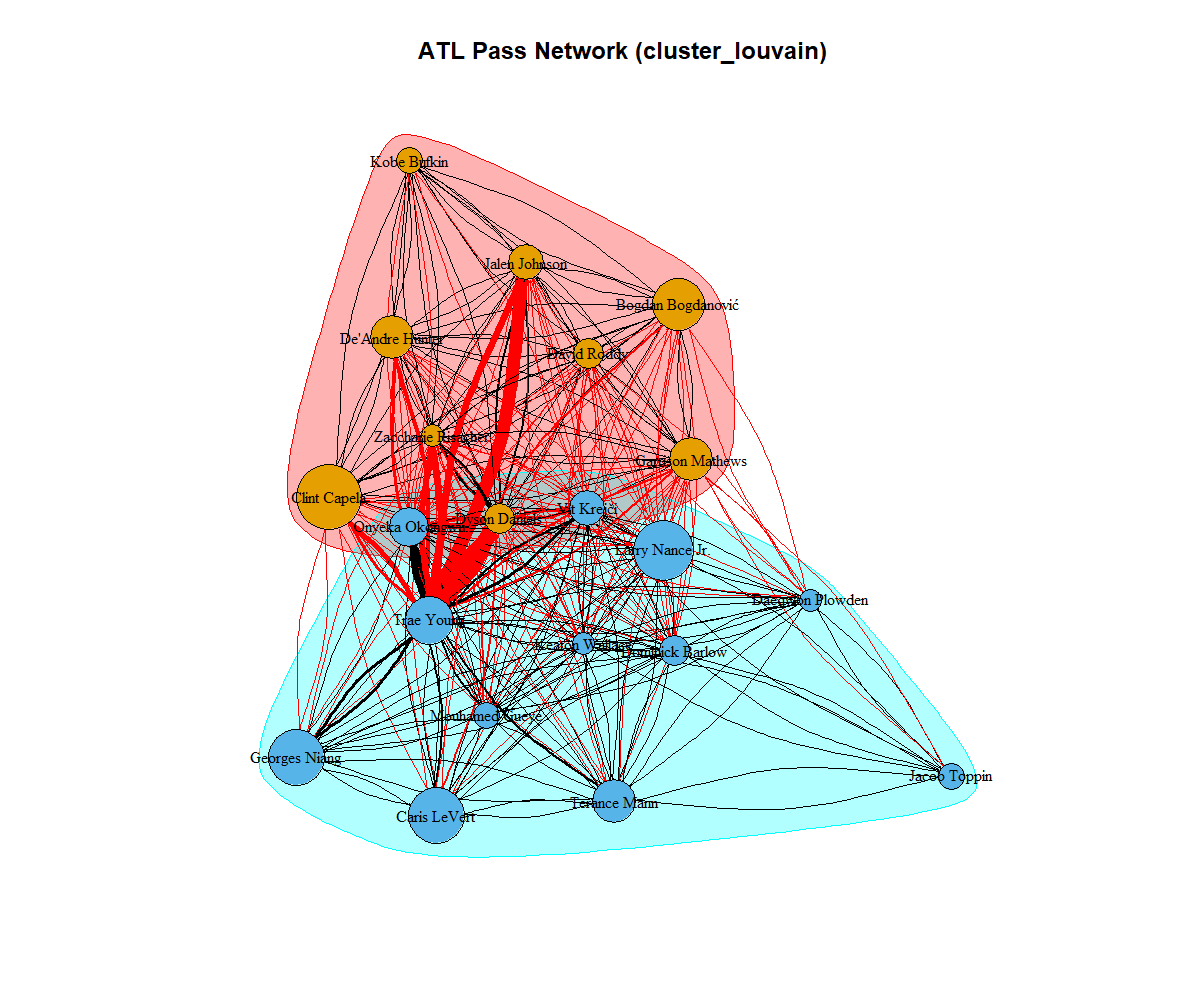 ATL Pass Network (cluster_louvain)
Kobe Bufkin
Jalen Johnson
Bogdan Bogdanović
De'Andre Hunter
David Roddy
Zaccharie Risacher
Garrison Mathews
Clint Capela
Vít Krejčí
Dyson Daniels
Onyeka Okongwu
Larry Nance Jr.
Daeqwon Plowden
Trae Young
Keaton Wallace
Dominick Barlow
Mouhamed Gueye
Georges Niang
Jacob Toppin
Terance Mann
Caris LeVert